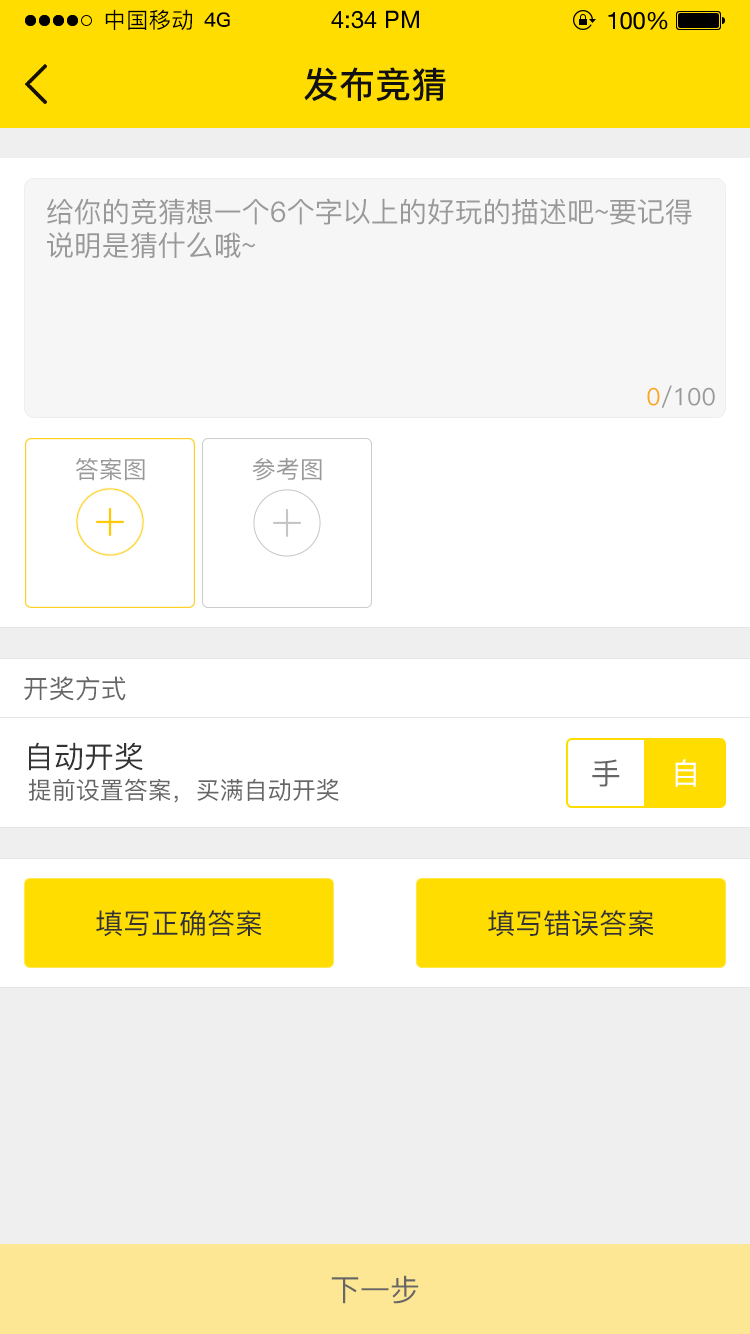 中国移动 4G 4:34 PM 100%
发布竞猜
给你的竞猜想一个6个字以上的好玩的描述吧~要记得
说明是猜什么哦~
0/100
答案图 参考图
开奖方式
自动开奖
提前设置答案，买满自动开奖
手 自
填写正确答案 填写错误答案
下一步